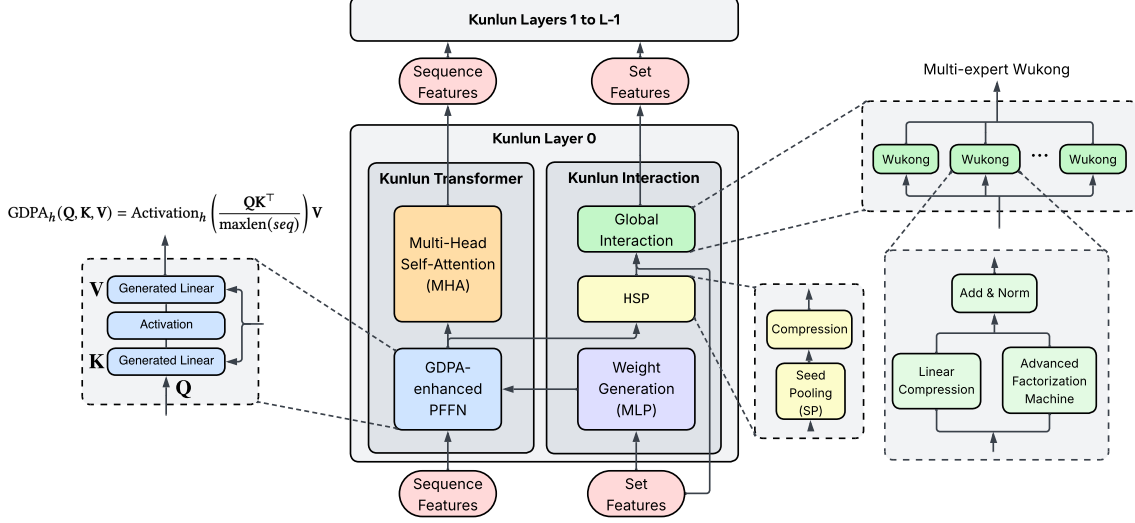 Kunlun Layers 1 to L-1
Sequence
Features
Set
Features
Kunlun Layer 0
Kunlun Transformer
Kunlun Interaction
Multi-Head
Self-Attention
(MHA)
Global
Interaction
HSP
GDPA-
enhanced
PFFN
Weight
Generation
(MLP)
Sequence
Features
Set
Features
GDPAₕ(Q, K, V) = Activationₕ ( QK⊤ / maxlen(seq) ) V
V Generated Linear
Activation
K Generated Linear
Q
Compression
Seed
Pooling
(SP)
Multi-expert Wukong
Wukong Wukong ··· Wukong
Add & Norm
Linear
Compression
Advanced
Factorization
Machine